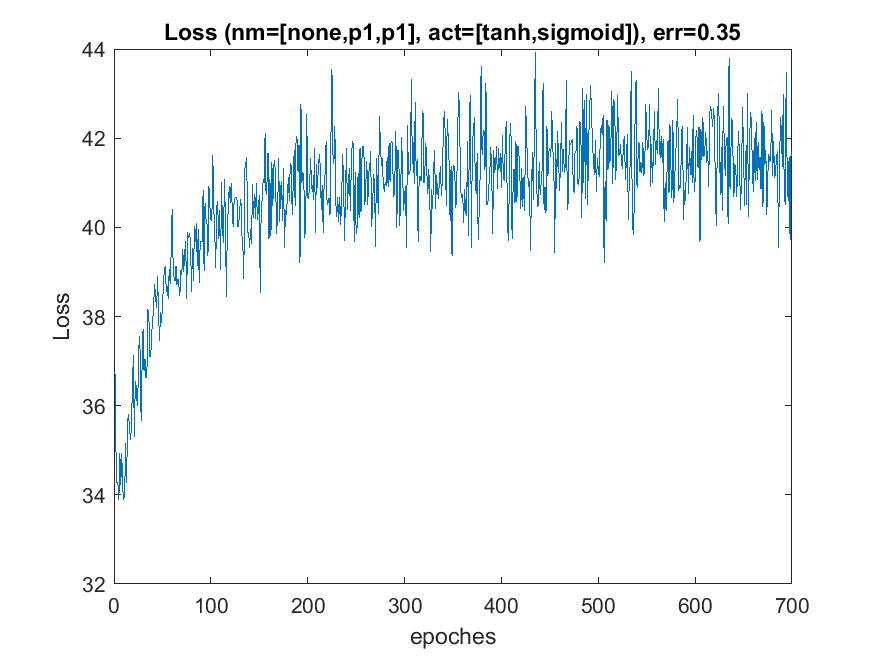 Loss (nm=[none,p1,p1], act=[tanh,sigmoid]), err=0.35
44
42
40
38
36
34
32
Loss
0 100 200 300 400 500 600 700
epoches